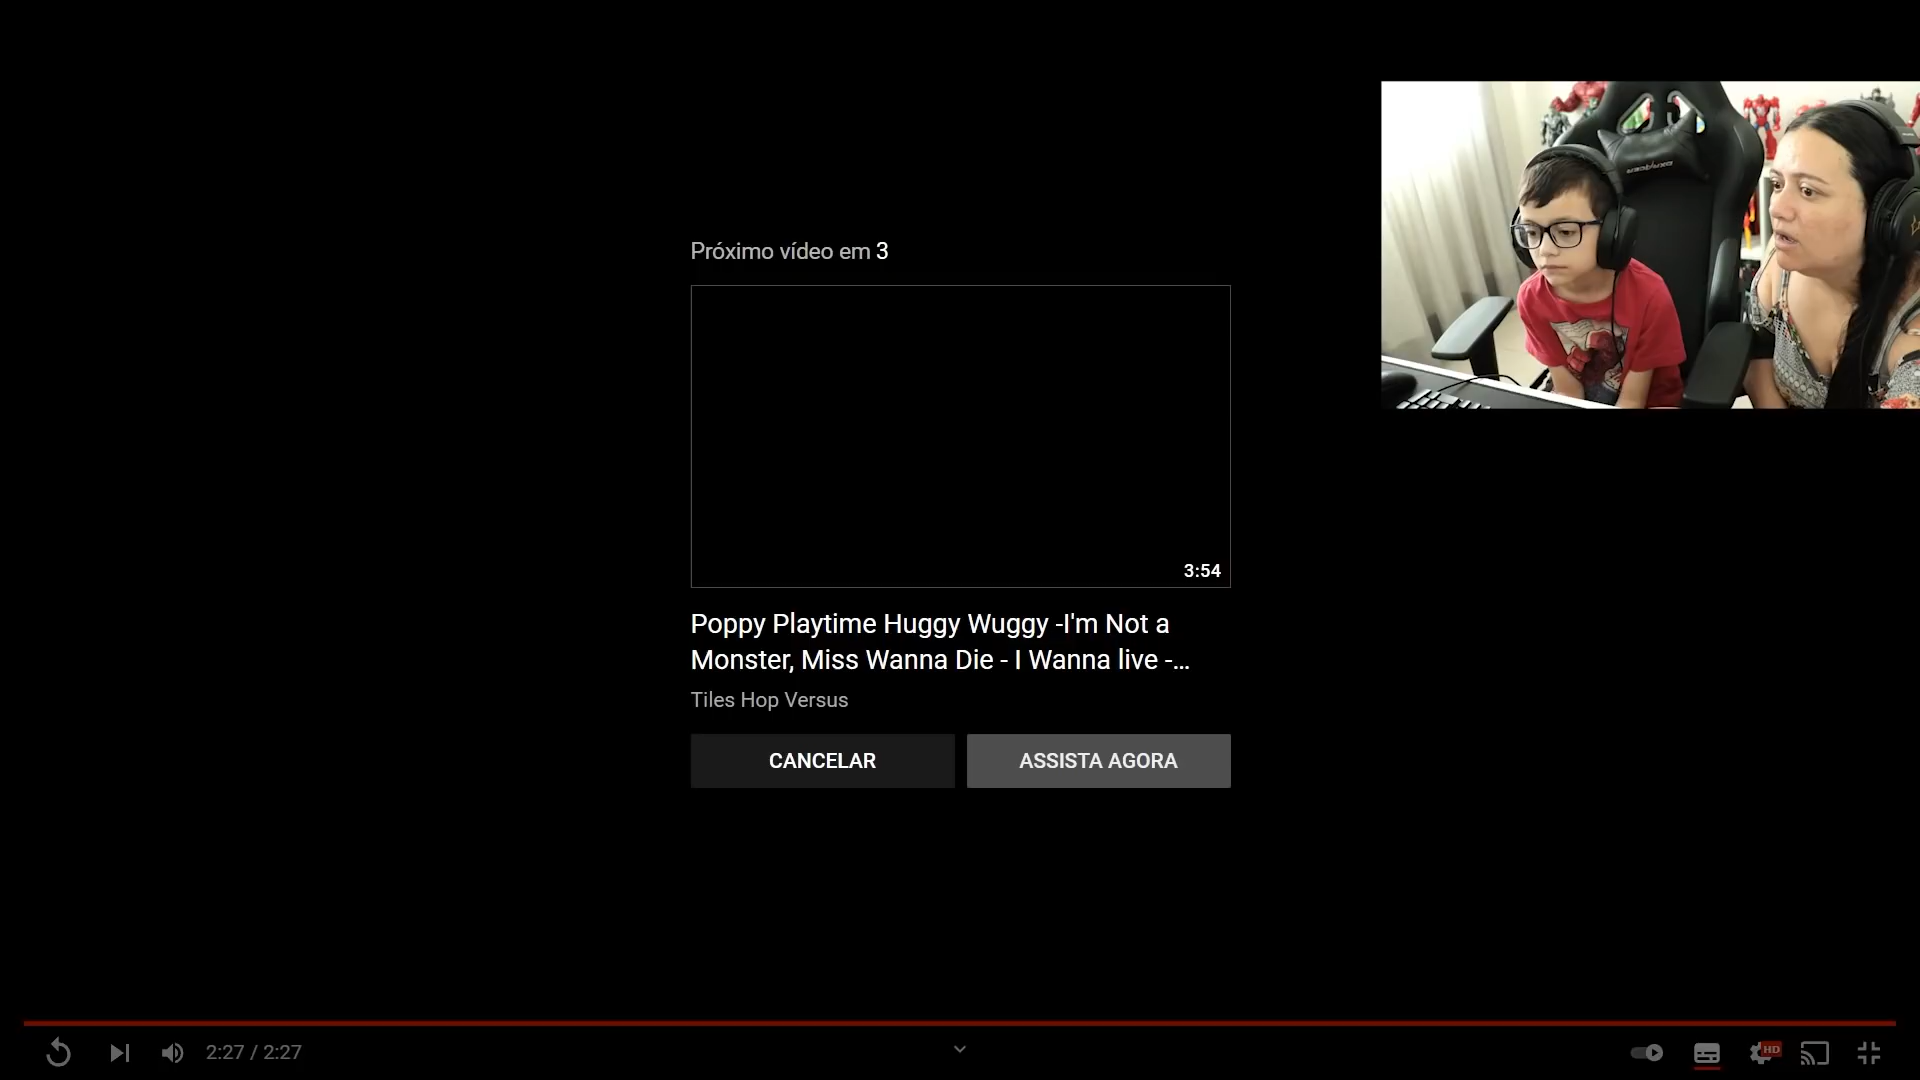 Próximo vídeo em 3
3:54
Poppy Playtime Huggy Wuggy -I'm Not a
Monster, Miss Wanna Die - I Wanna live -...
Tiles Hop Versus
CANCELAR
ASSISTA AGORA
2:27 / 2:27
HD